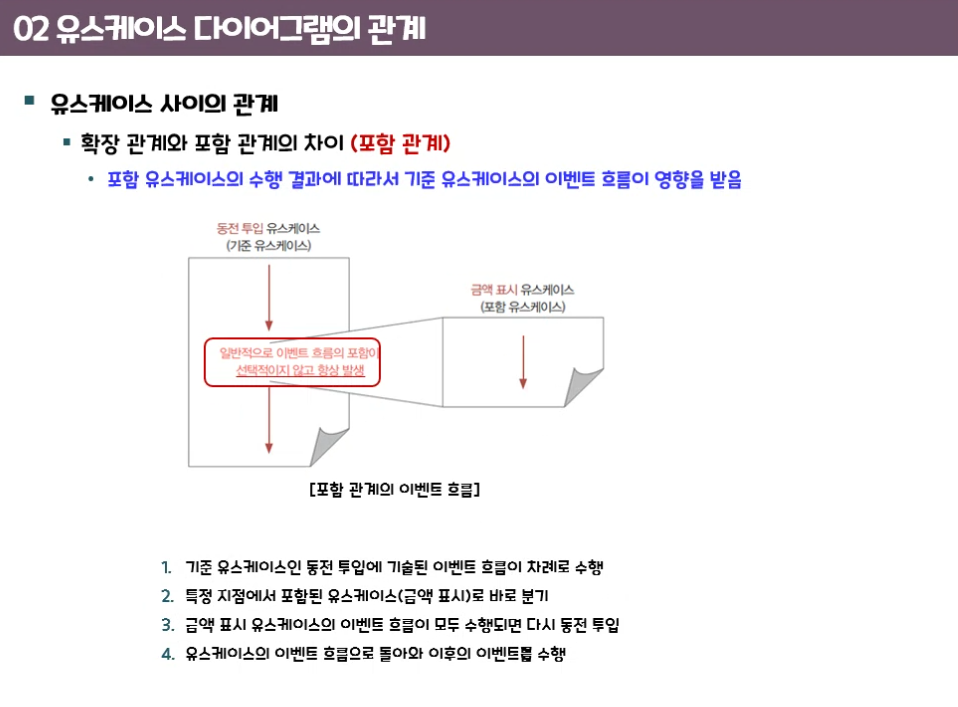 02 유스케이스 다이어그램의 관계
유스케이스 사이의 관계
확장 관계와 포함 관계의 차이 (포함 관계)
포함 유스케이스의 수행 결과에 따라서 기준 유스케이스의 이벤트 흐름이 영향을 받음
동전 투입 유스케이스
(기준 유스케이스)
금액 표시 유스케이스
(포함 유스케이스)
일반적으로 이벤트 흐름의 포함이
선택적이지 않고 항상 발생
[포함 관계의 이벤트 흐름]
1. 기준 유스케이스인 동전 투입에 기술된 이벤트 흐름이 차례로 수행
2. 특정 지점에서 포함된 유스케이스(금액 표시)로 바로 분기
3. 금액 표시 유스케이스의 이벤트 흐름이 모두 수행되면 다시 동전 투입
4. 유스케이스의 이벤트 흐름으로 돌아와 이후의 이벤트를 수행